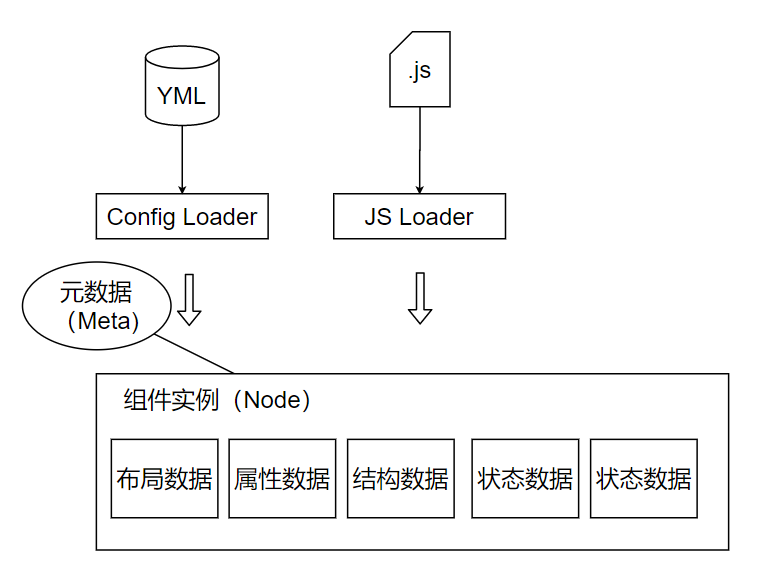 YML
.js
Config Loader
JS Loader
元数据
（Meta）
组件实例（Node）
布局数据
属性数据
结构数据
状态数据
状态数据